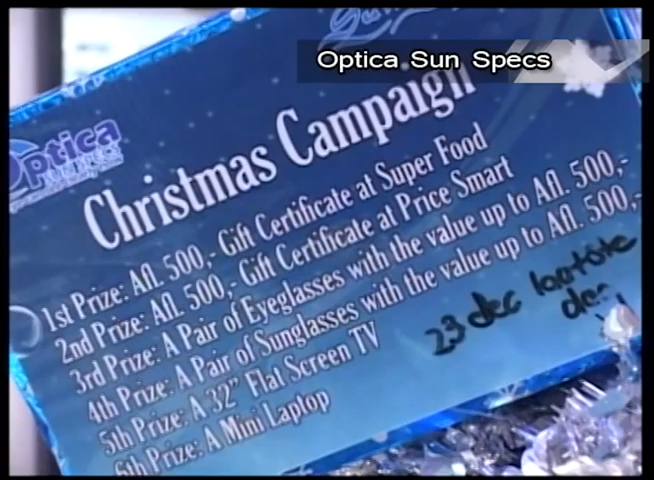 Optica Sun Specs
Optica
Christmas Campaign
1st Prize: Afl. 500,- Gift Certificate at Super Food
2nd Prize: Afl. 500,- Gift Certificate at Price Smart
3rd Prize: A Pair of Eyeglasses with the value up to Afl. 500,-
4th Prize: A Pair of Sunglasses with the value up to Afl. 500,-
5th Prize: A 32" Flat Screen TV
6th Prize: A Mini Laptop
23 dec